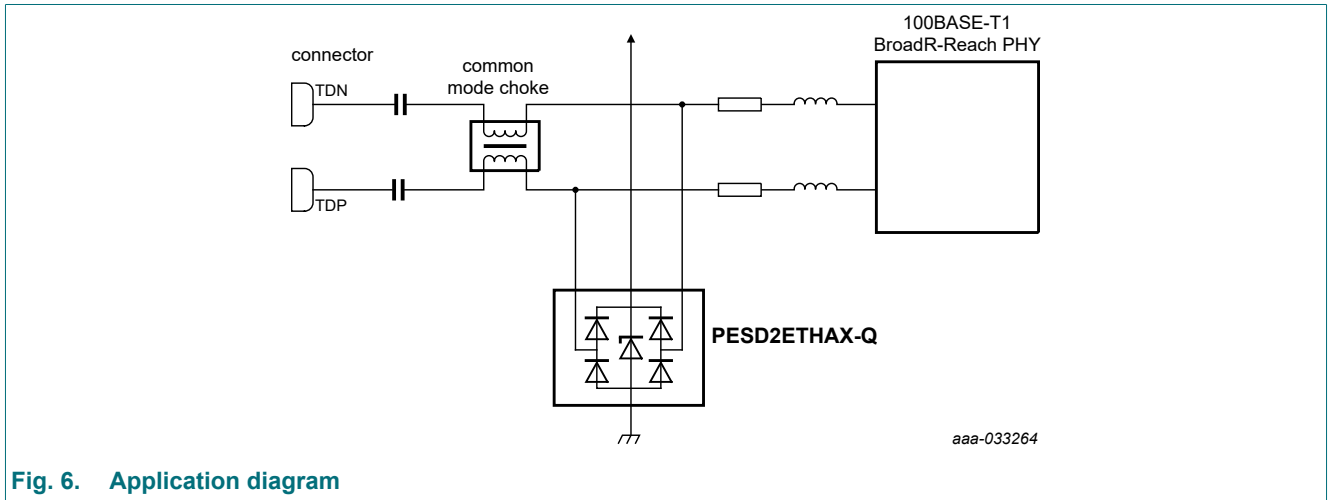 100BASE-T1
BroadR-Reach PHY
connector
common
mode choke
TDN
TDP
PESD2ETHAX-Q
aaa-033264
Fig. 6. Application diagram